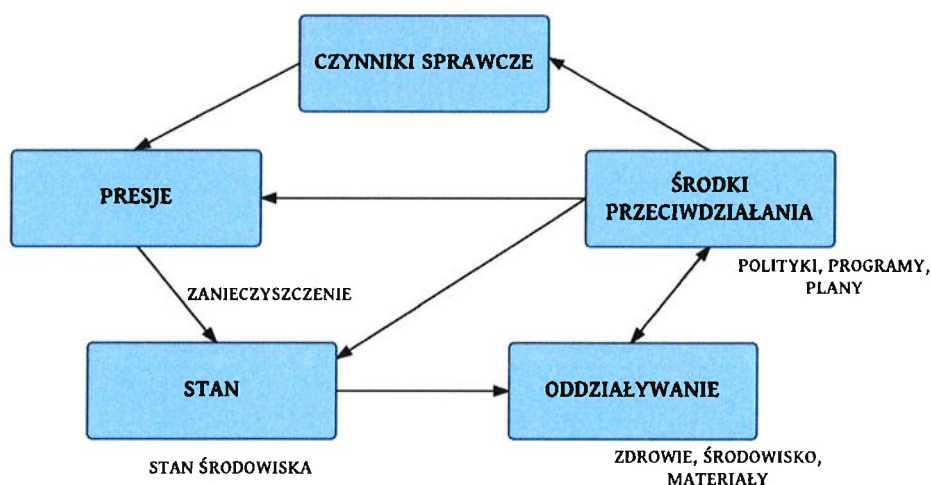 CZYNNIKI SPRAWCZE
PRESJE
ŚRODKI
PRZECIWDZIAŁANIA
POLITYKI, PROGRAMY,
PLANY
ZANIECZYSZCZENIE
STAN
ODDZIAŁYWANIE
STAN ŚRODOWISKA
ZDROWIE, ŚRODOWISKO,
MATERIAŁY